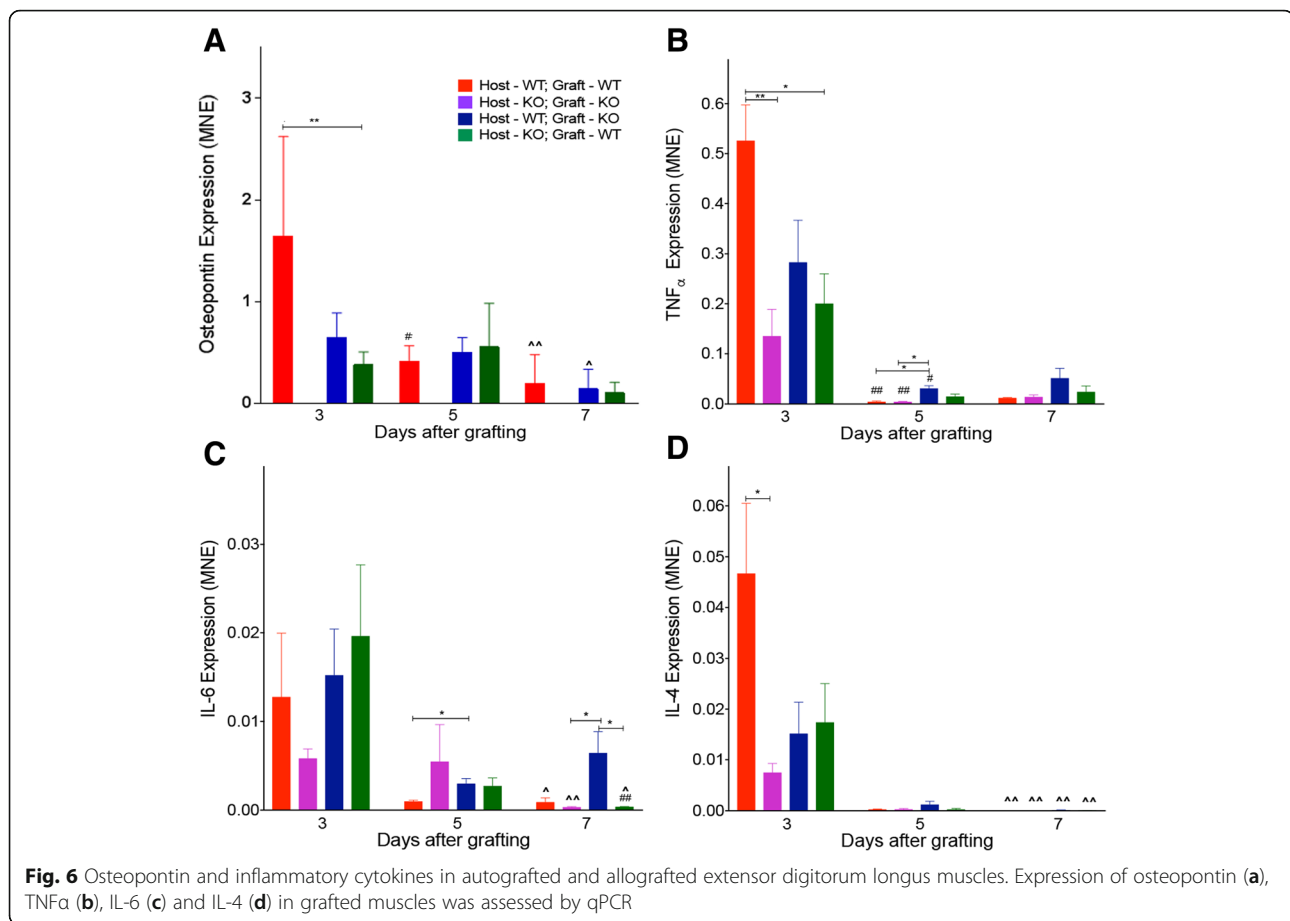 A
Osteopontin Expression (MNE)
3
2
1
0
**
#
^^
^
3
5
7
Days after grafting
Host - WT; Graft - WT
Host - KO; Graft - KO
Host - WT; Graft - KO
Host - KO; Graft - WT
B
TNFα Expression (MNE)
0.6
0.5
0.4
0.3
0.2
0.1
0.0
*
**
*
*
##
##
#
3
5
7
Days after grafting
C
IL-6 Expression (MNE)
0.03
0.02
0.01
0.00
*
*
*
^
^^
^
##
3
5
7
Days after grafting
D
IL-4 Expression (MNE)
0.06
0.05
0.04
0.03
0.02
0.01
0.00
*
^^ ^^ ^^ ^^
3
5
7
Days after grafting
Fig. 6 Osteopontin and inflammatory cytokines in autografted and allografted extensor digitorum longus muscles. Expression of osteopontin (a),
TNFα (b), IL-6 (c) and IL-4 (d) in grafted muscles was assessed by qPCR